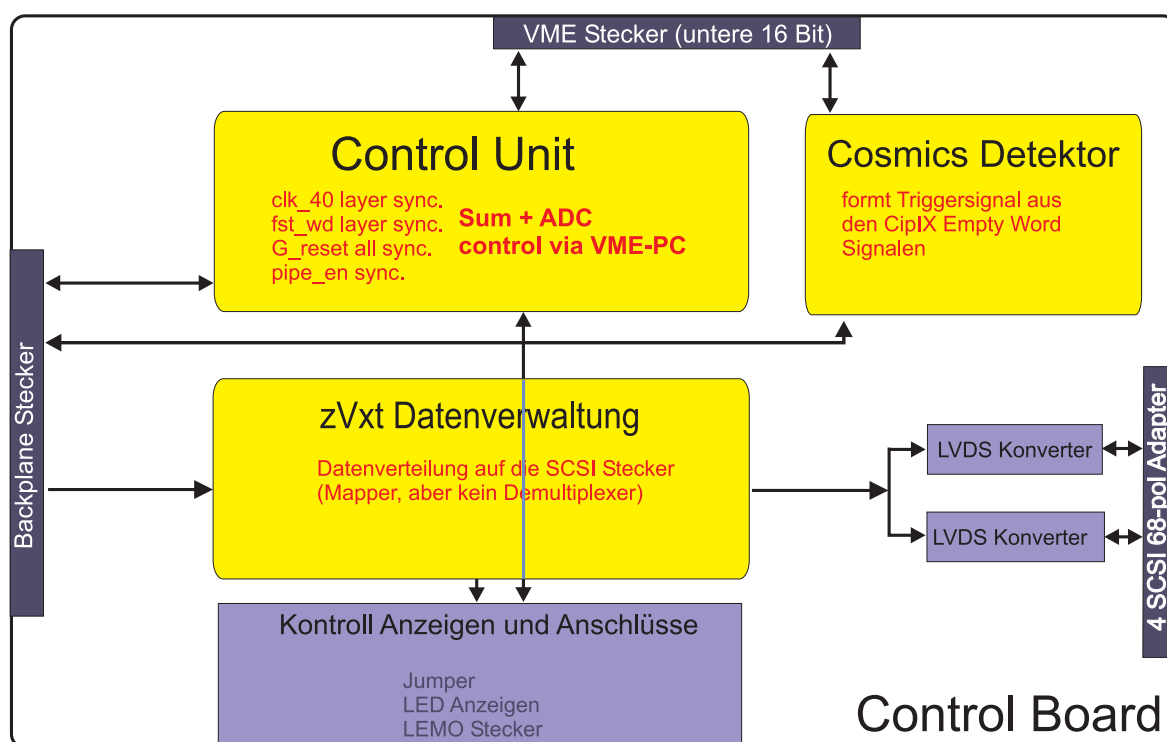 VME Stecker (untere 16 Bit)
Control Unit
clk_40 layer sync.
fst_wd layer sync.
G_reset all sync.
pipe_en sync.
Sum + ADC
control via VME-PC
Cosmics Detektor
formt Triggersignal aus
den CipIX Empty Word
Signalen
Backplane Stecker
zVxt Datenverwaltung
Datenverteilung auf die SCSI Stecker
(Mapper, aber kein Demultiplexer)
LVDS Konverter
LVDS Konverter
4 SCSI 68-pol Adapter
Kontroll Anzeigen und Anschlüsse
Jumper
LED Anzeigen
LEMO Stecker
Control Board